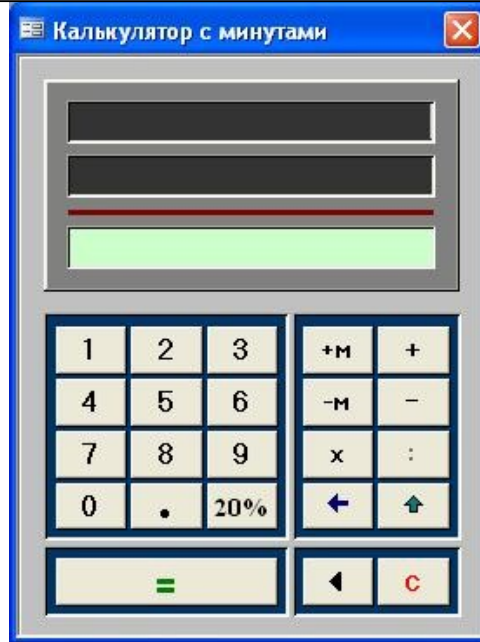 Калькулятор с минутами
1 2 3 +м +
4 5 6 -м -
7 8 9 x :
0 . 20%
= C